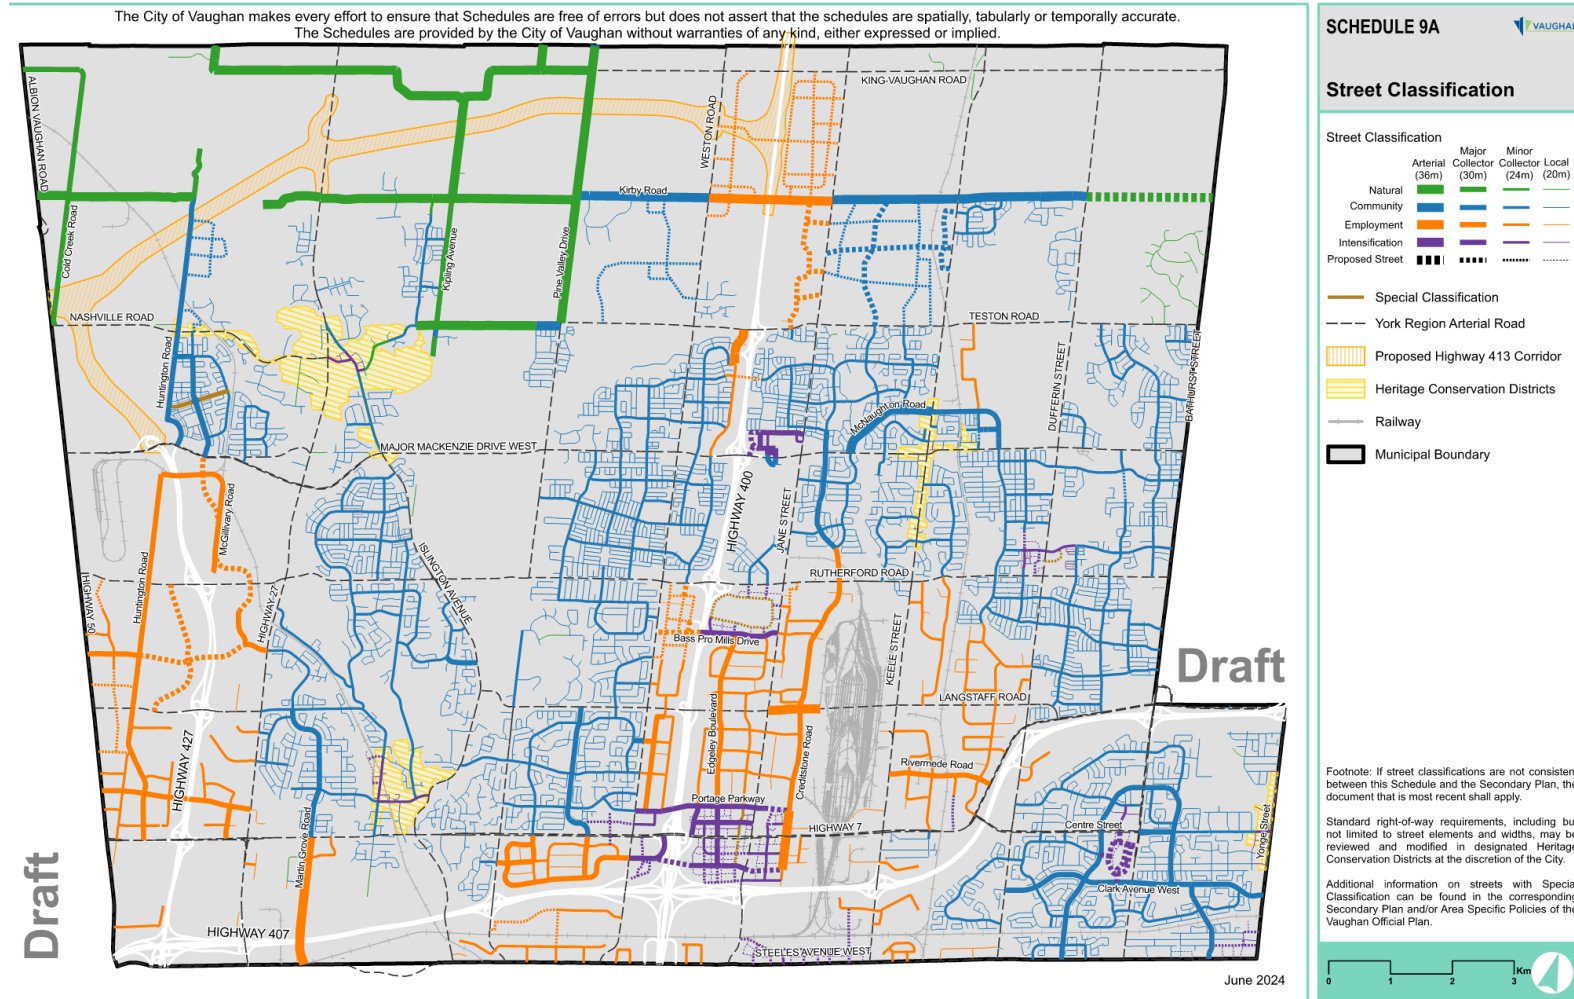 The City of Vaughan makes every effort to ensure that Schedules are free of errors but does not assert that the schedules are spatially, tabularly or temporally accurate.
The Schedules are provided by the City of Vaughan without warranties of any kind, either expressed or implied.
SCHEDULE 9A
VAUGHAN
Street Classification
Street Classification
Arterial (36m)
Major Collector (30m)
Minor Collector (24m)
Local (20m)
Natural
Community
Employment
Intensification
Proposed Street
Special Classification
York Region Arterial Road
Proposed Highway 413 Corridor
Heritage Conservation Districts
Railway
Municipal Boundary
Footnote: If street classifications are not consisten
between this Schedule and the Secondary Plan, the
document that is most recent shall apply.
Standard right-of-way requirements, including bu
not limited to street elements and widths, may be
reviewed and modified in designated Heritage
Conservation Districts at the discretion of the City.
Additional information on streets with Specia
Classification can be found in the corresponding
Secondary Plan and/or Area Specific Policies of the
Vaughan Official Plan.
0 1 2 3 Km
KING-VAUGHAN ROAD
ALBION VAUGHAN ROAD
WESTON ROAD
Kirby Road
Cold Creek Road
Kipling Avenue
Pine Valley Drive
NASHVILLE ROAD
TESTON ROAD
Huntington Road
DUFFERIN STREET
BATHURST STREET
McNaughton Road
MAJOR MACKENZIE DRIVE WEST
HIGHWAY 400
JANE STREET
McGillivary Road
Huntington Road
ISLINGTON AVENUE
RUTHERFORD ROAD
HIGHWAY 50
HIGHWAY 27
Bass Pro Mills Drive
KEELE STREET
Draft
LANGSTAFF ROAD
Edgeley Boulevard
Creditstone Road
HIGHWAY 427
Rivermede Road
Portage Parkway
HIGHWAY 7
Centre Street
Martin Grove Road
Yonge Street
Clark Avenue West
Draft
HIGHWAY 407
STEELES AVENUE WEST
June 2024